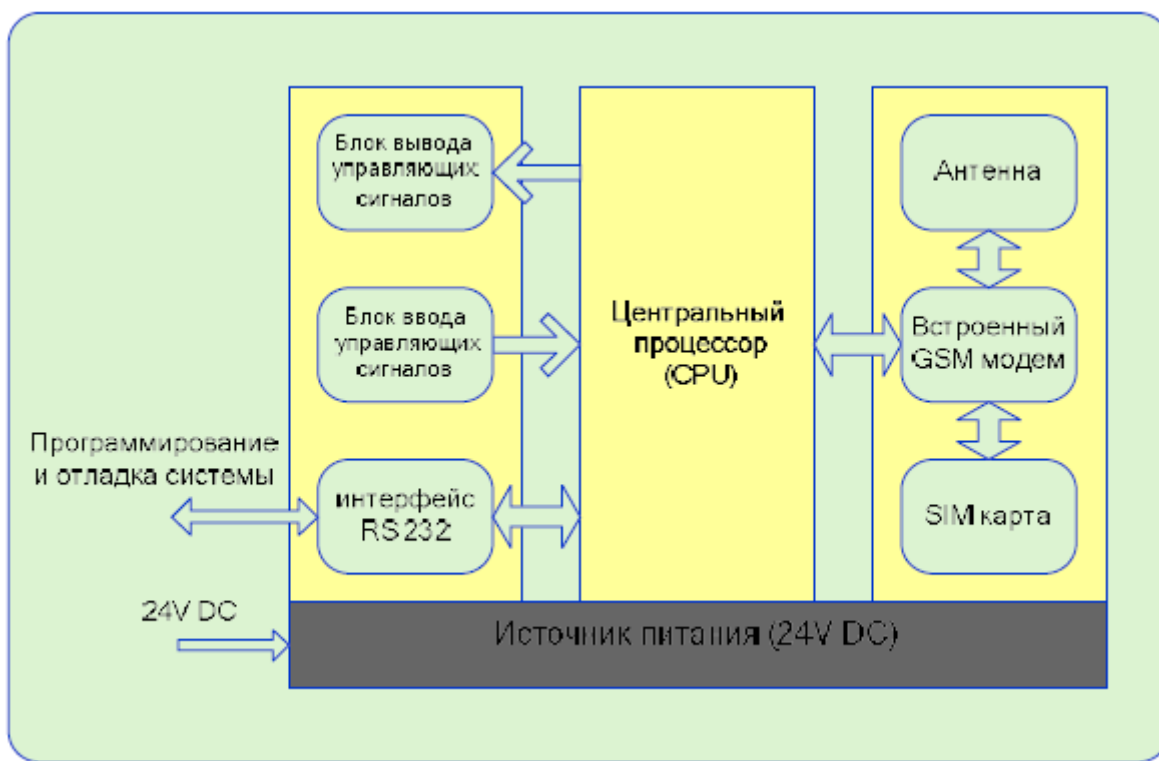 Блок вывода
управляющих
сигналов
Блок ввода
управляющих
сигналов
Программирование
и отладка системы
интерфейс
RS232
24V DC
Центральный
процессор
(CPU)
Антенна
Встроенный
GSM модем
SIM карта
Источник питания (24V DC)